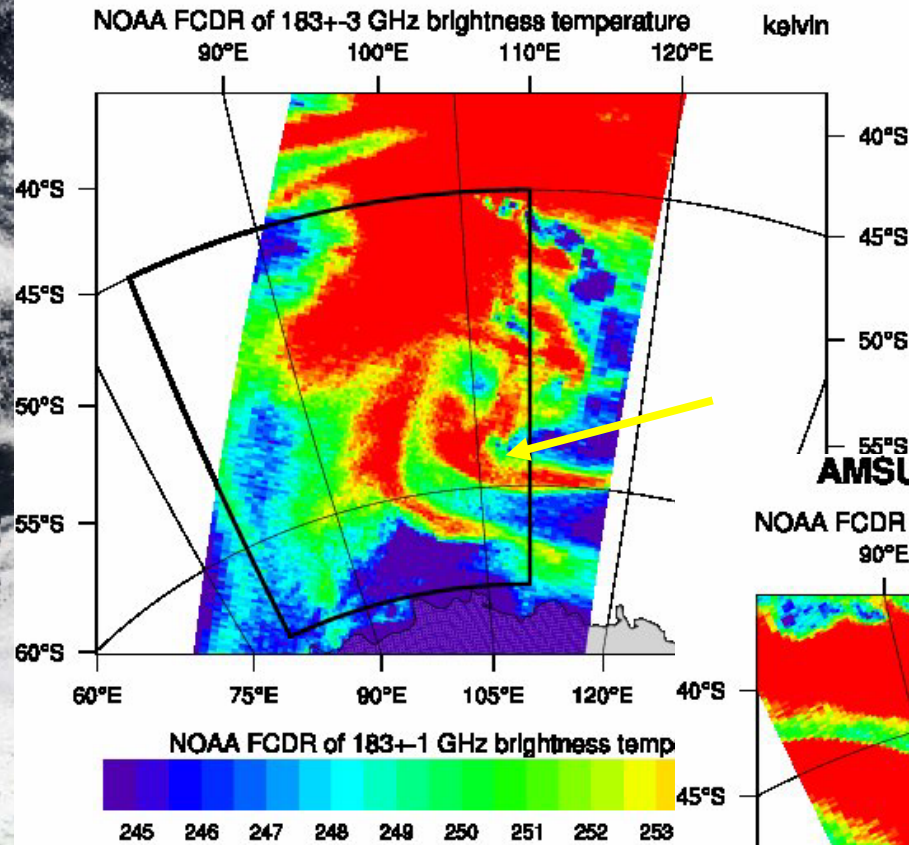 NOAA FCDR of 183+-3 GHz brightness temperature
kelvin
90°E 100°E 110°E 120°E
40°S
40°S
45°S
45°S
50°S
50°S
55°S
55°S
60°S
60°E 75°E 90°E 105°E 120°E
NOAA FCDR of 183+-1 GHz brightness temp
245 246 247 248 249 250 251 252 253
AMSU
NOAA FCDR
90°E
40°S
45°S